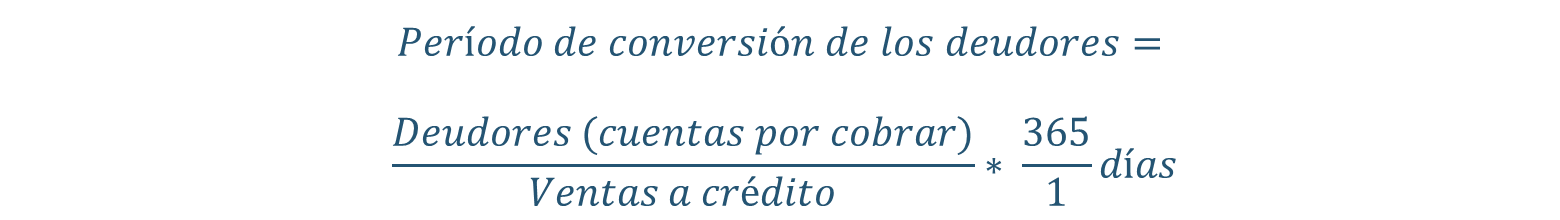 Período de conversión de los deudores =
Deudores (cuentas por cobrar)
Ventas a crédito
* 365
1
días